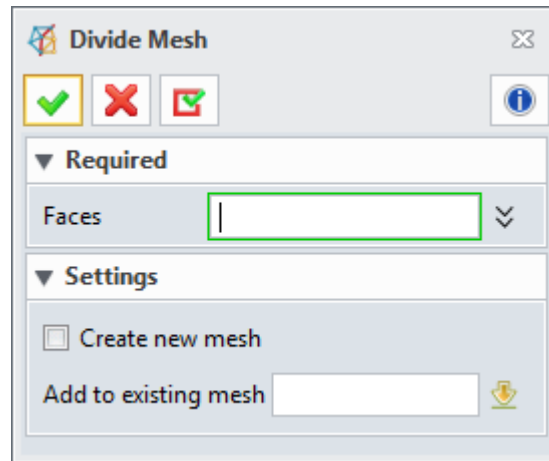 Divide Mesh
Required
Faces
Settings
Create new mesh
Add to existing mesh